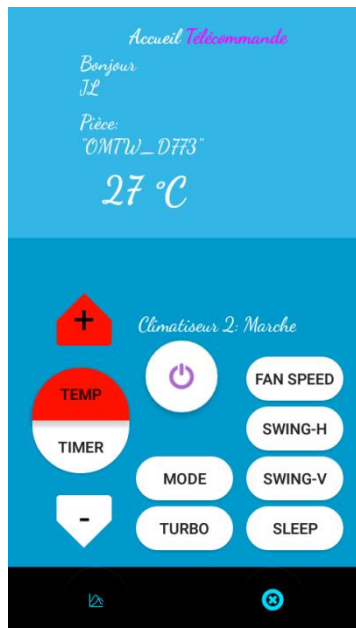 Accueil Télécommande
Bonjour
JL
Pièce:
"OMTW_D773"
27 °C
Climatiseur 2: Marche
+
TEMP
TIMER
-
FAN SPEED
SWING-H
MODE
SWING-V
TURBO
SLEEP